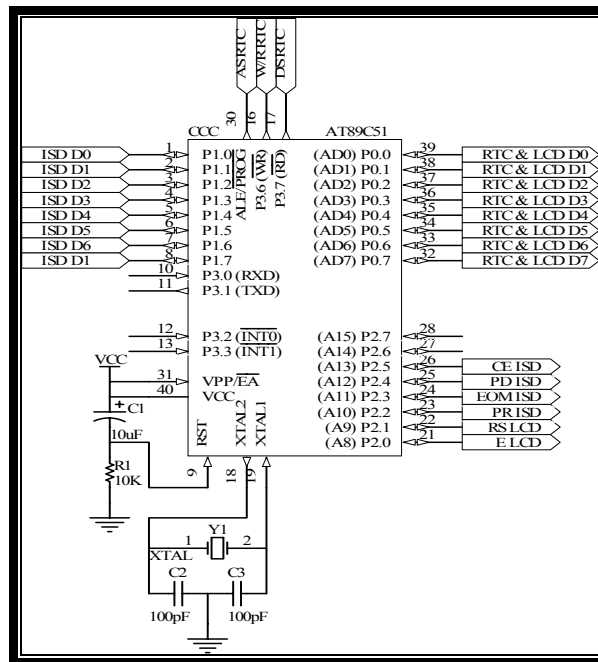 ASRTC
W/RRTC
DSRTC
30
16
17
CCC
AT89C51
ISD D0 1 P1.0
ISD D1 2 P1.1
ISD D2 3 P1.2
ISD D3 4 P1.3
ISD D4 5 P1.4
ISD D5 6 P1.5
ISD D6 7 P1.6
ISD D1 8 P1.7
10 P3.0 (RXD)
11 P3.1 (TXD)
12 P3.2 (INT0)
13 P3.3 (INT1)
ALE/PROG
P3.6 (WR)
P3.7 (RD)
(AD0) P0.0 39 RTC & LCD D0
(AD1) P0.1 38 RTC & LCD D1
(AD2) P0.2 37 RTC & LCD D2
(AD3) P0.3 36 RTC & LCD D3
(AD4) P0.4 35 RTC & LCD D4
(AD5) P0.5 34 RTC & LCD D5
(AD6) P0.6 33 RTC & LCD D6
(AD7) P0.7 32 RTC & LCD D7
(A15) P2.7 28
(A14) P2.6 27
(A13) P2.5 26 CE ISD
(A12) P2.4 25 PD ISD
(A11) P2.3 24 EOM ISD
(A10) P2.2 23 PR ISD
(A9) P2.1 22 RS LCD
(A8) P2.0 21 E LCD
VCC
31 VPP/EA
40 VCC
+ C1
10uF
R1
10K
RST
XTAL2
XTAL1
9
18
19
Y1
1 2
XTAL
C2 C3
100pF 100pF